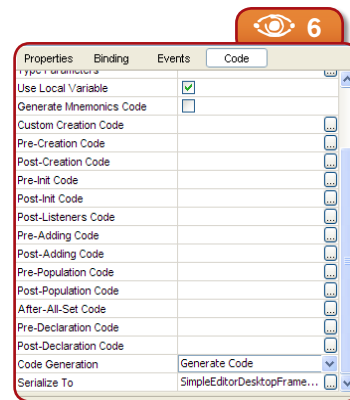 6
Properties Binding Events Code
Type Parameters ...
Use Local Variable
Generate Mnemonics Code
Custom Creation Code ...
Pre-Creation Code ...
Post-Creation Code ...
Pre-Init Code ...
Post-Init Code ...
Post-Listeners Code ...
Pre-Adding Code ...
Post-Adding Code ...
Pre-Population Code ...
Post-Population Code ...
After-All-Set Code ...
Pre-Declaration Code ...
Post-Declaration Code ...
Code Generation Generate Code
Serialize To SimpleEditorDesktopFrame... ...